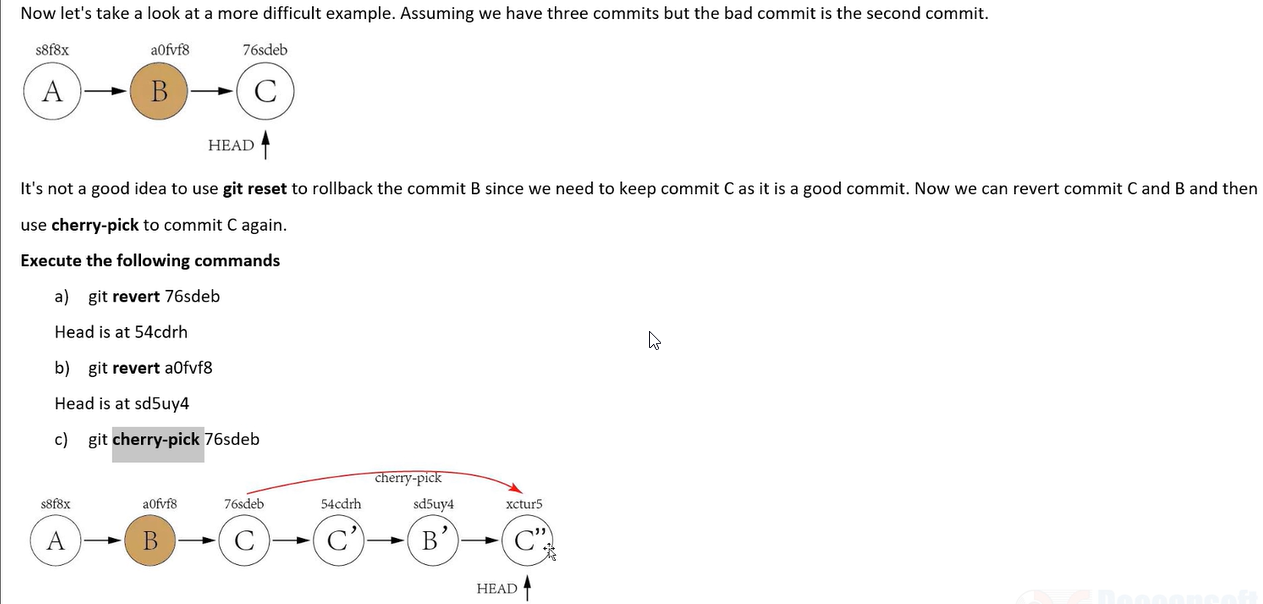 Now let's take a look at a more difficult example. Assuming we have three commits but the bad commit is the second commit.
s8f8x a0fvf8 76sdeb
A B C
HEAD
It's not a good idea to use git reset to rollback the commit B since we need to keep commit C as it is a good commit. Now we can revert commit C and B and then
use cherry-pick to commit C again.
Execute the following commands
a) git revert 76sdeb
Head is at 54cdrh
b) git revert a0fvf8
Head is at sd5uy4
c) git cherry-pick 76sdeb
cherry-pick
s8f8x a0fvf8 76sdeb 54cdrh sd5uy4 xctur5
A B C C’ B’ C”
HEAD